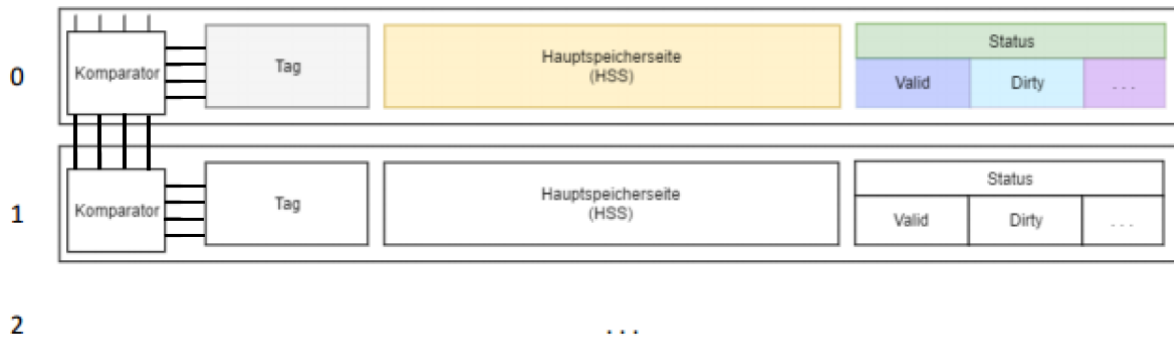 0
Komparator
Tag
Hauptspeicherseite
(HSS)
Status
Valid
Dirty
. . .
1
Komparator
Tag
Hauptspeicherseite
(HSS)
Status
Valid
Dirty
. . .
2
. . .